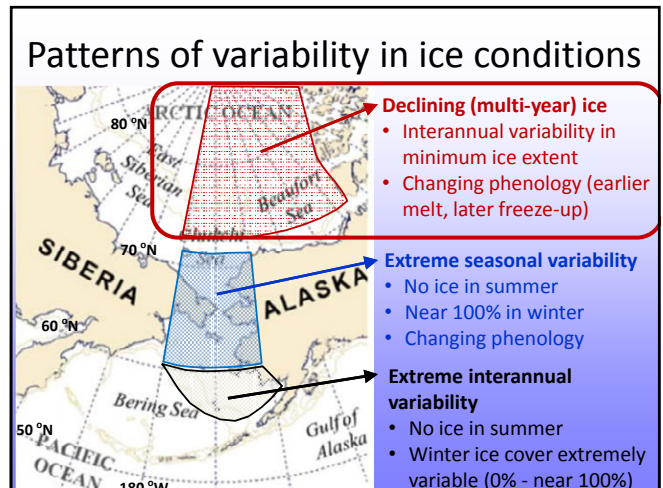 Patterns of variability in ice conditions
80 °N
ARCTIC OCEAN
East
Siberian
Sea
Beaufort
Sea
Chukchi
Sea
70 °N
SIBERIA
ALASKA
60 °N
Bering Sea
50 °N
PACIFIC
OCEAN
180 °W
Gulf of
Alaska
Declining (multi-year) ice
• Interannual variability in
minimum ice extent
• Changing phenology (earlier
melt, later freeze-up)
Extreme seasonal variability
• No ice in summer
• Near 100% in winter
• Changing phenology
Extreme interannual
variability
• No ice in summer
• Winter ice cover extremely
variable (0% - near 100%)